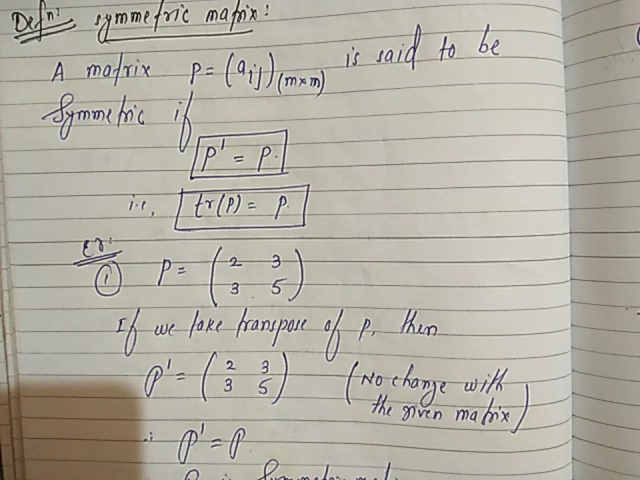 Defn: symmetric matrix:
A matrix P = (aij)(m×m) is said to be
Symmetric if
P' = P.
i.e, tr(P) = P.
Ex:
① P = (2 3
3 5)
If we take transpose of P, then
P' = (2 3
3 5) (No change with
the given matrix)
∴ P' = P